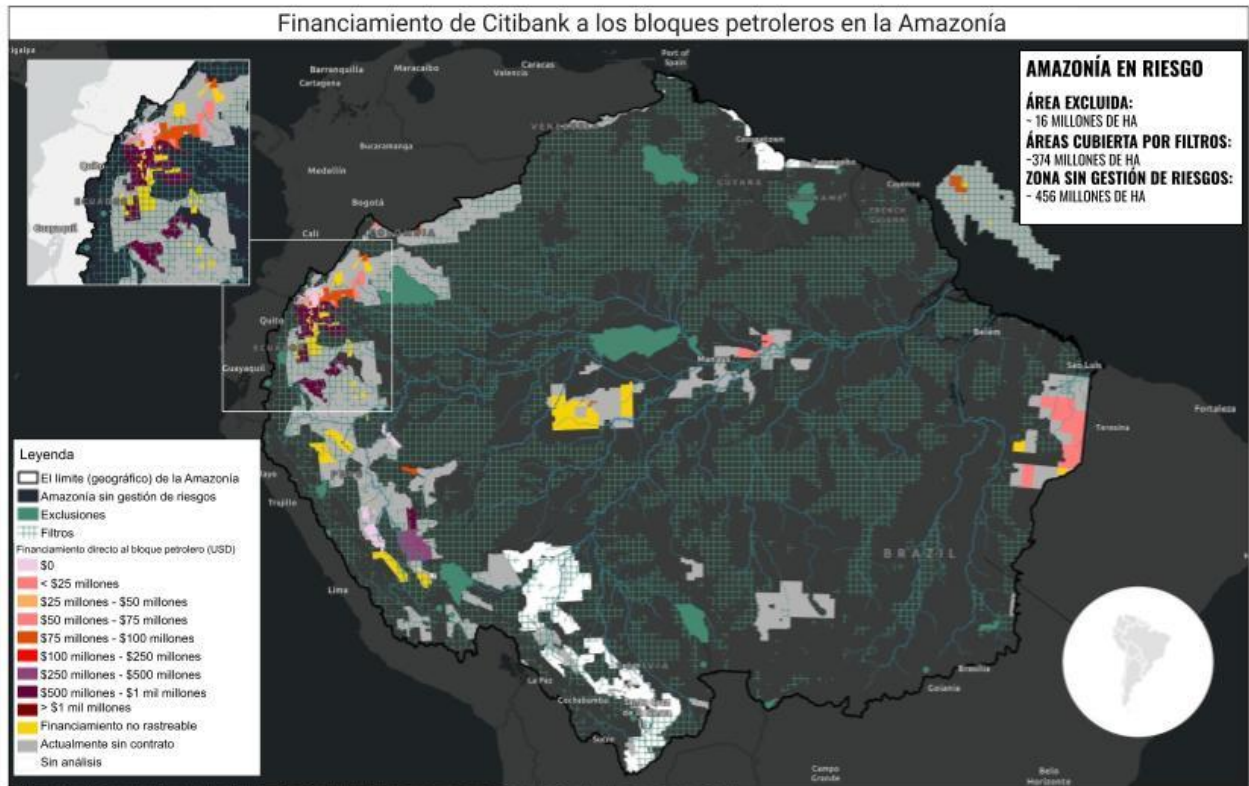 Financiamiento de Citibank a los bloques petroleros en la Amazonía
AMAZONÍA EN RIESGO
ÁREA EXCLUIDA:
~ 16 MILLONES DE HA
ÁREAS CUBIERTA POR FILTROS:
~374 MILLONES DE HA
ZONA SIN GESTIÓN DE RIESGOS:
~ 456 MILLONES DE HA
Port of
Spain
Barranquilla
Maracaibo
Caracas
Cartagena
Valencia
Bucaramanga
Medellín
Bogotá
Cali
Quito
ECUADOR
Guayaquil
Quito
Guayaquil
Georgetown
Paramaribo
Cayenne
GUYANA
FRENCH
Belem
Sao Luis
Teresina
Fortaleza
Trujillo
Lima
BRAZIL
La Paz
Cochabamba
Sucre
Brasilia
Goiania
Campo
Grande
Belo
Horizonte
Leyenda
El límite (geográfico) de la Amazonía
Amazonía sin gestión de riesgos
Exclusiones
Filtros
Financiamiento directo al bloque petrolero (USD)
$0
< $25 millones
$25 millones - $50 millones
$50 millones - $75 millones
$75 millones - $100 millones
$100 millones - $250 millones
$250 millones - $500 millones
$500 millones - $1 mil millones
> $1 mil millones
Financiamiento no rastreable
Actualmente sin contrato
Sin análisis